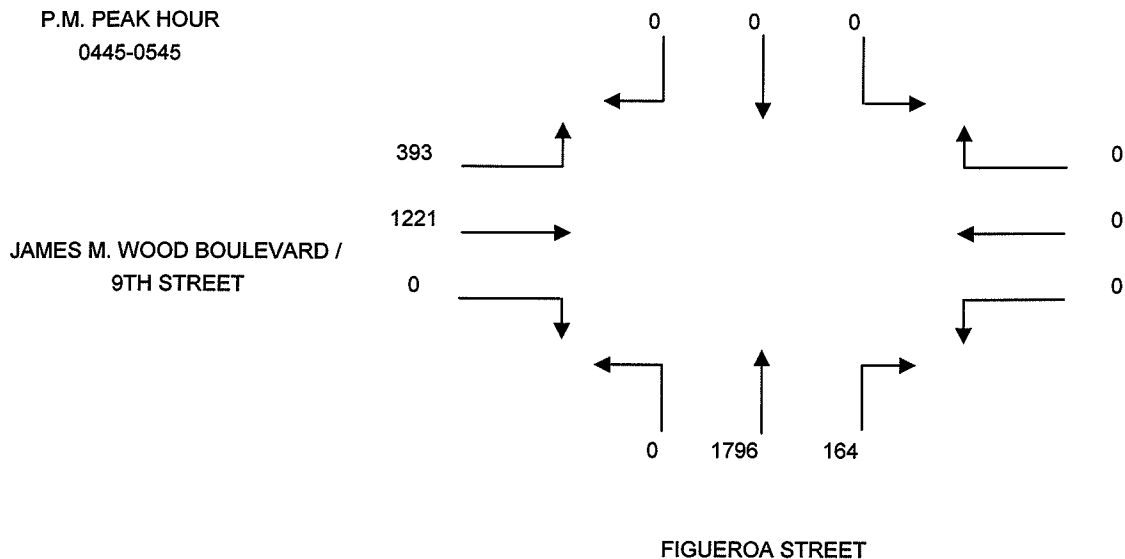 P.M. PEAK HOUR
0445-0545
0 0 0
393 0
1221 0
JAMES M. WOOD BOULEVARD /
9TH STREET
0 0
0 1796 164
FIGUEROA STREET